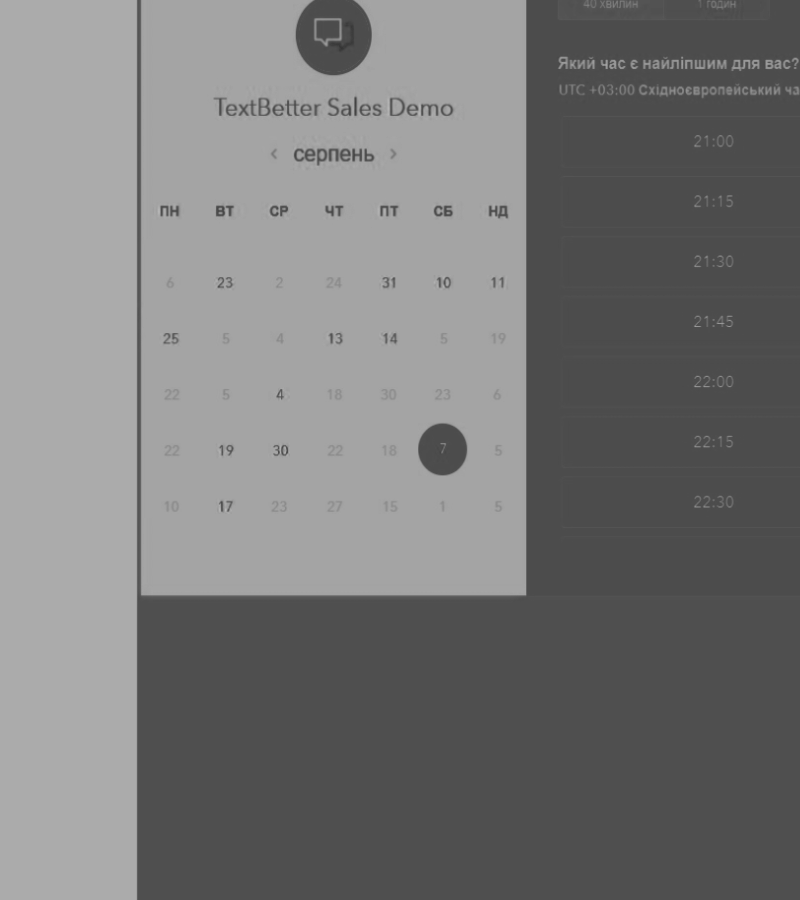 TextBetter Sales Demo
‹ серпень ›
ПН ВТ СР ЧТ ПТ СБ НД
6 23 2 24 31 10 11
25 5 4 13 14 5 19
22 5 4 18 30 23 6
22 19 30 22 18 7 5
10 17 23 27 15 1 5
40 хвилин 1 годин
Який час є найліпшим для вас?
UTC +03:00 Східноєвропейський ча
21:00
21:15
21:30
21:45
22:00
22:15
22:30